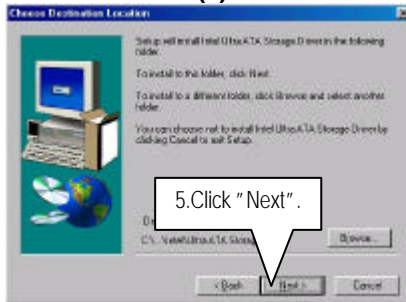 Choose Destination Location
Setup will install Intel Ultra ATA Storage Driver in the following
folder.
To install to this folder, click Next.
To install to a different folder, click Browse and select another
folder.
You can choose not to install Intel Ultra ATA Storage Driver by
clicking Cancel to exit Setup.
5.Click "Next".
Browse...
< Back
Next >
Cancel